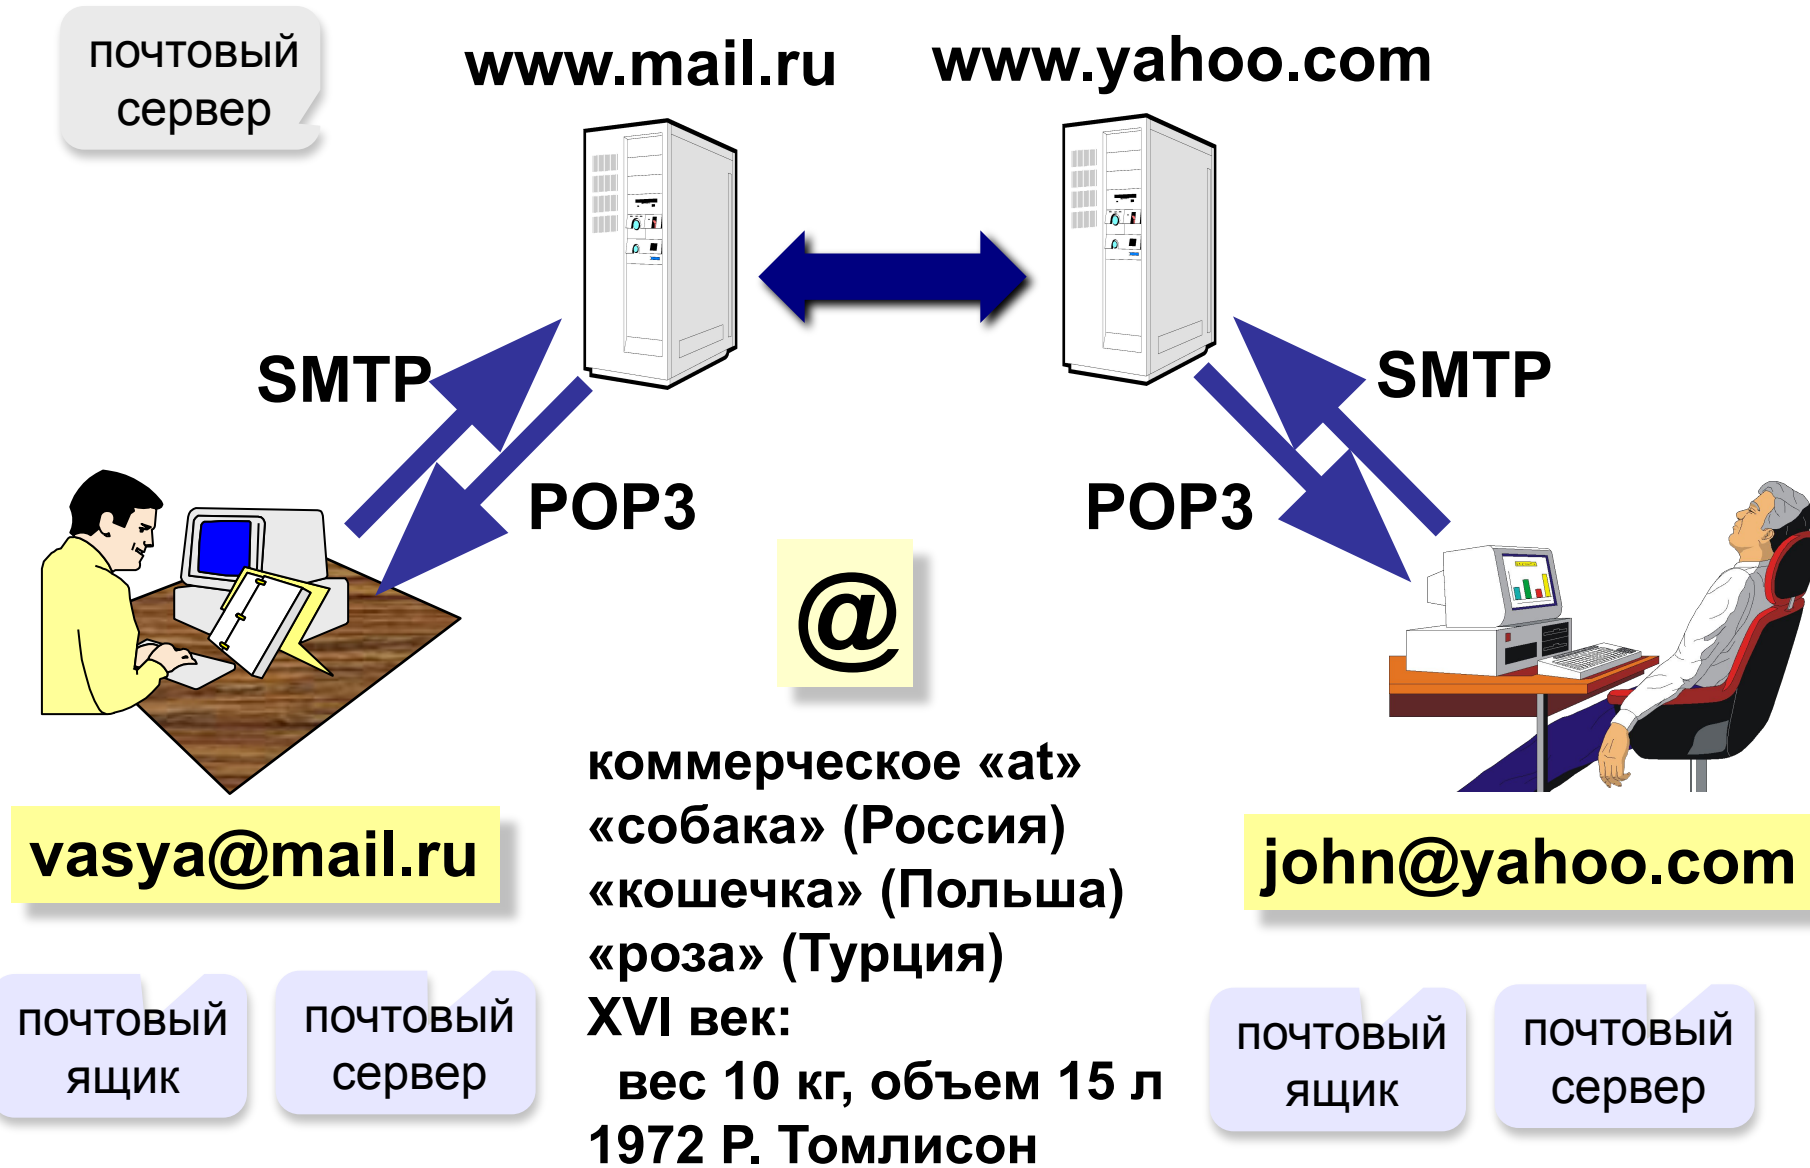 почтовый
сервер
www.mail.ru
www.yahoo.com
SMTP
SMTP
POP3
POP3
@
коммерческое «at»
«собака» (Россия)
«кошечка» (Польша)
«роза» (Турция)
XVI век:
вес 10 кг, объем 15 л
1972 Р. Томлисон
vasya@mail.ru
john@yahoo.com
почтовый
ящик
почтовый
сервер
почтовый
ящик
почтовый
сервер